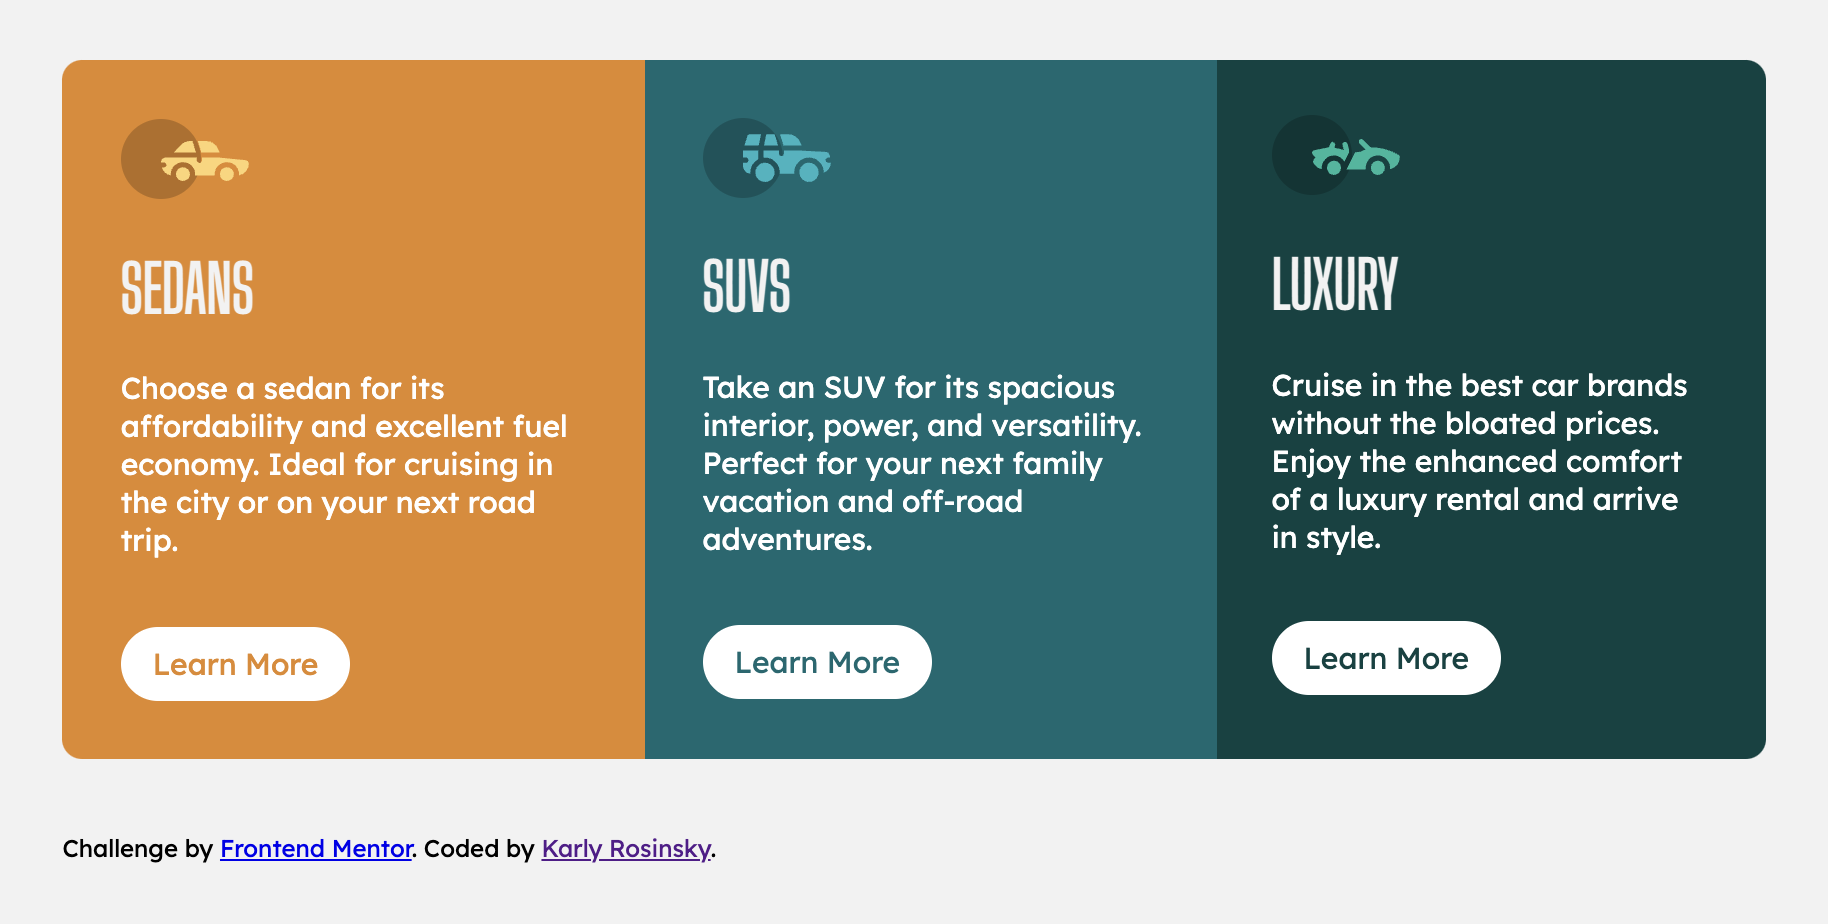 SEDANS
Choose a sedan for its
affordability and excellent fuel
economy. Ideal for cruising in
the city or on your next road
trip.
Learn More
SUVS
Take an SUV for its spacious
interior, power, and versatility.
Perfect for your next family
vacation and off-road
adventures.
Learn More
LUXURY
Cruise in the best car brands
without the bloated prices.
Enjoy the enhanced comfort
of a luxury rental and arrive
in style.
Learn More
Challenge by Frontend Mentor. Coded by Karly Rosinsky.